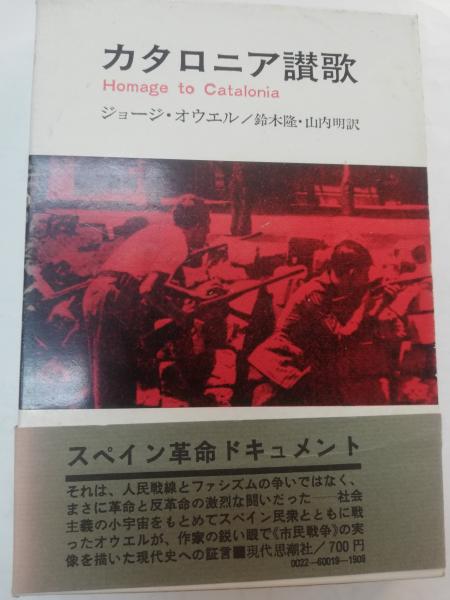 カタロニア讃歌
Homage to Catalonia
ジョージ・オウエル/鈴木隆・山内明訳
スペイン革命ドキュメント
それは、人民戦線とファシズムの争いではなく、
まさに革命と反革命の激烈な闘いだった──社会
主義の小宇宙をもとめてスペイン民衆とともに戦
ったオウエルが、作家の鋭い眼で《市民戦争》の実
像を描いた現代史への証言■現代思潮社/700円
0022-60019-1909